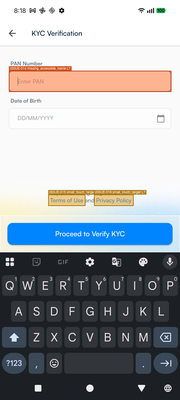 8:18
KYC Verification
PAN Number
Enter PAN
Date of Birth
DD/MM/YYYY
Terms of Use and Privacy Policy
Proceed to Verify KYC
GIF
Q W E R T Y U I O P
A S D F G H J K L
Z X C V B N M
?123 , .